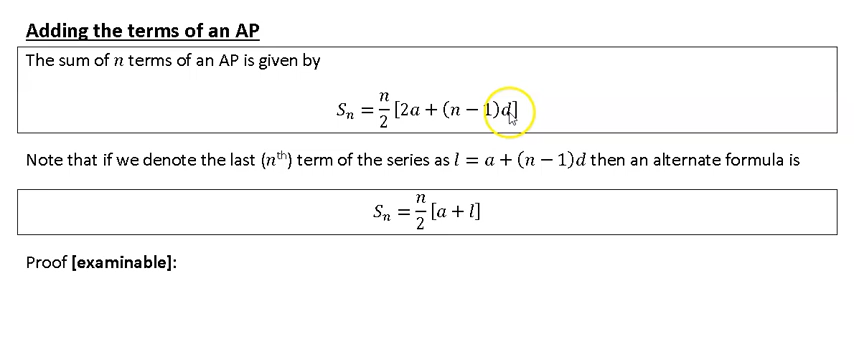 Adding the terms of an AP
The sum of n terms of an AP is given by
Sₙ = n/2 [2a + (n − 1)d]
Note that if we denote the last (nᵗʰ) term of the series as l = a + (n − 1)d then an alternate formula is
Sₙ = n/2 [a + l]
Proof [examinable]: